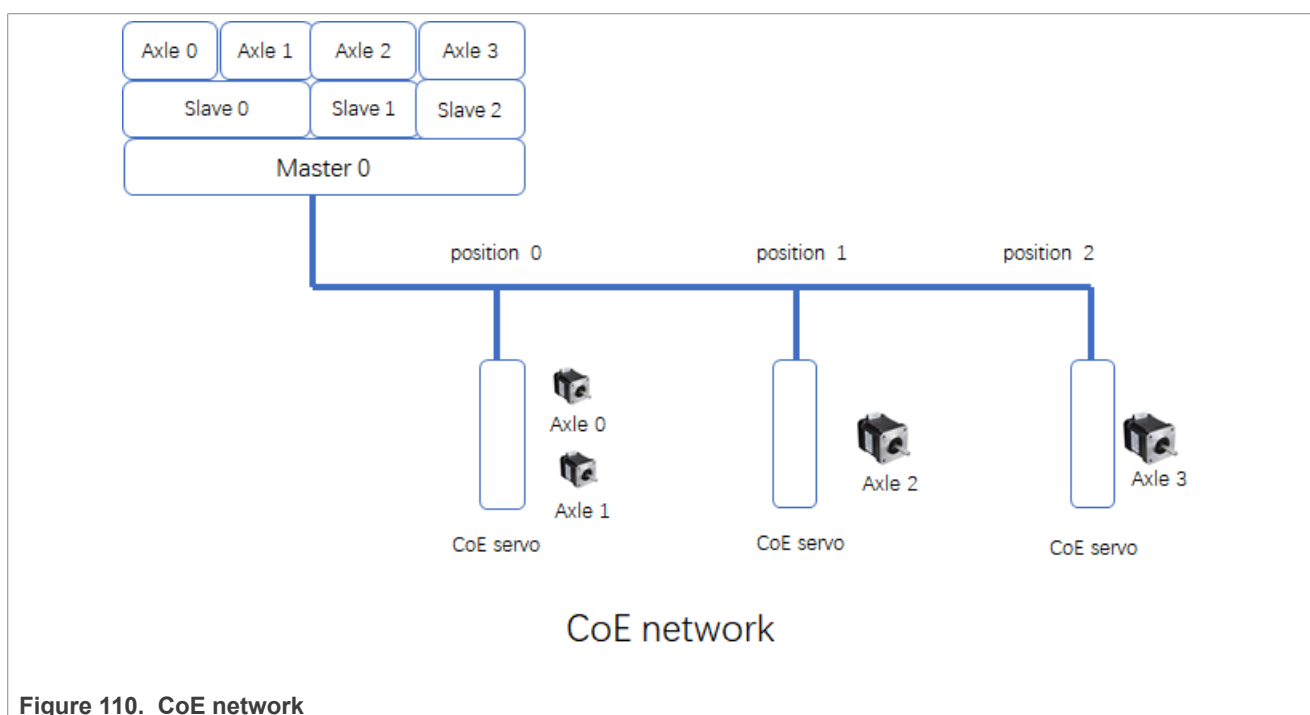 Axle 0 Axle 1 Axle 2 Axle 3
Slave 0 Slave 1 Slave 2
Master 0
position 0 position 1 position 2
Axle 0
Axle 1
Axle 2
Axle 3
CoE servo CoE servo CoE servo
CoE network
Figure 110. CoE network